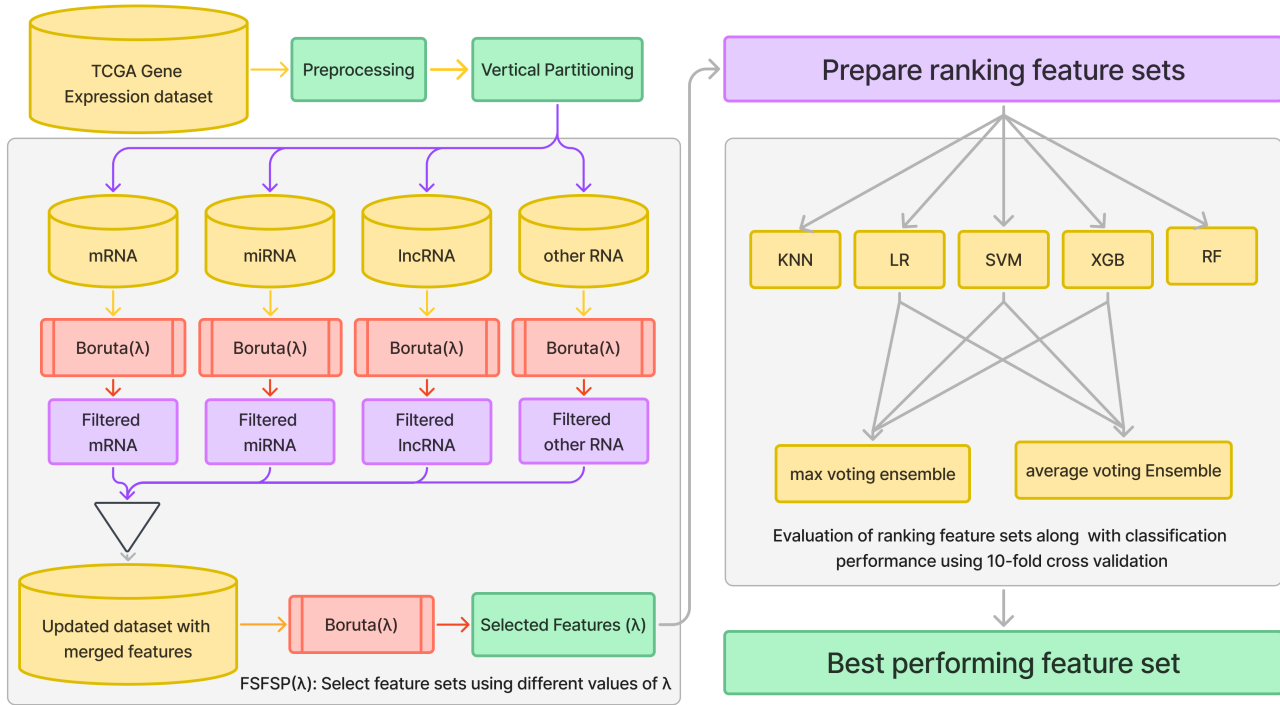 TCGA Gene
Expression dataset
Preprocessing
Vertical Partitioning
mRNA
miRNA
lncRNA
other RNA
Boruta(λ)
Boruta(λ)
Boruta(λ)
Boruta(λ)
Filtered
mRNA
Filtered
miRNA
Filtered
lncRNA
Filtered
other RNA
Updated dataset with
merged features
Boruta(λ)
Selected Features (λ)
FSFSP(λ): Select feature sets using different values of λ
Prepare ranking feature sets
KNN
LR
SVM
XGB
RF
max voting ensemble
average voting Ensemble
Evaluation of ranking feature sets along with classification
performance using 10-fold cross validation
Best performing feature set